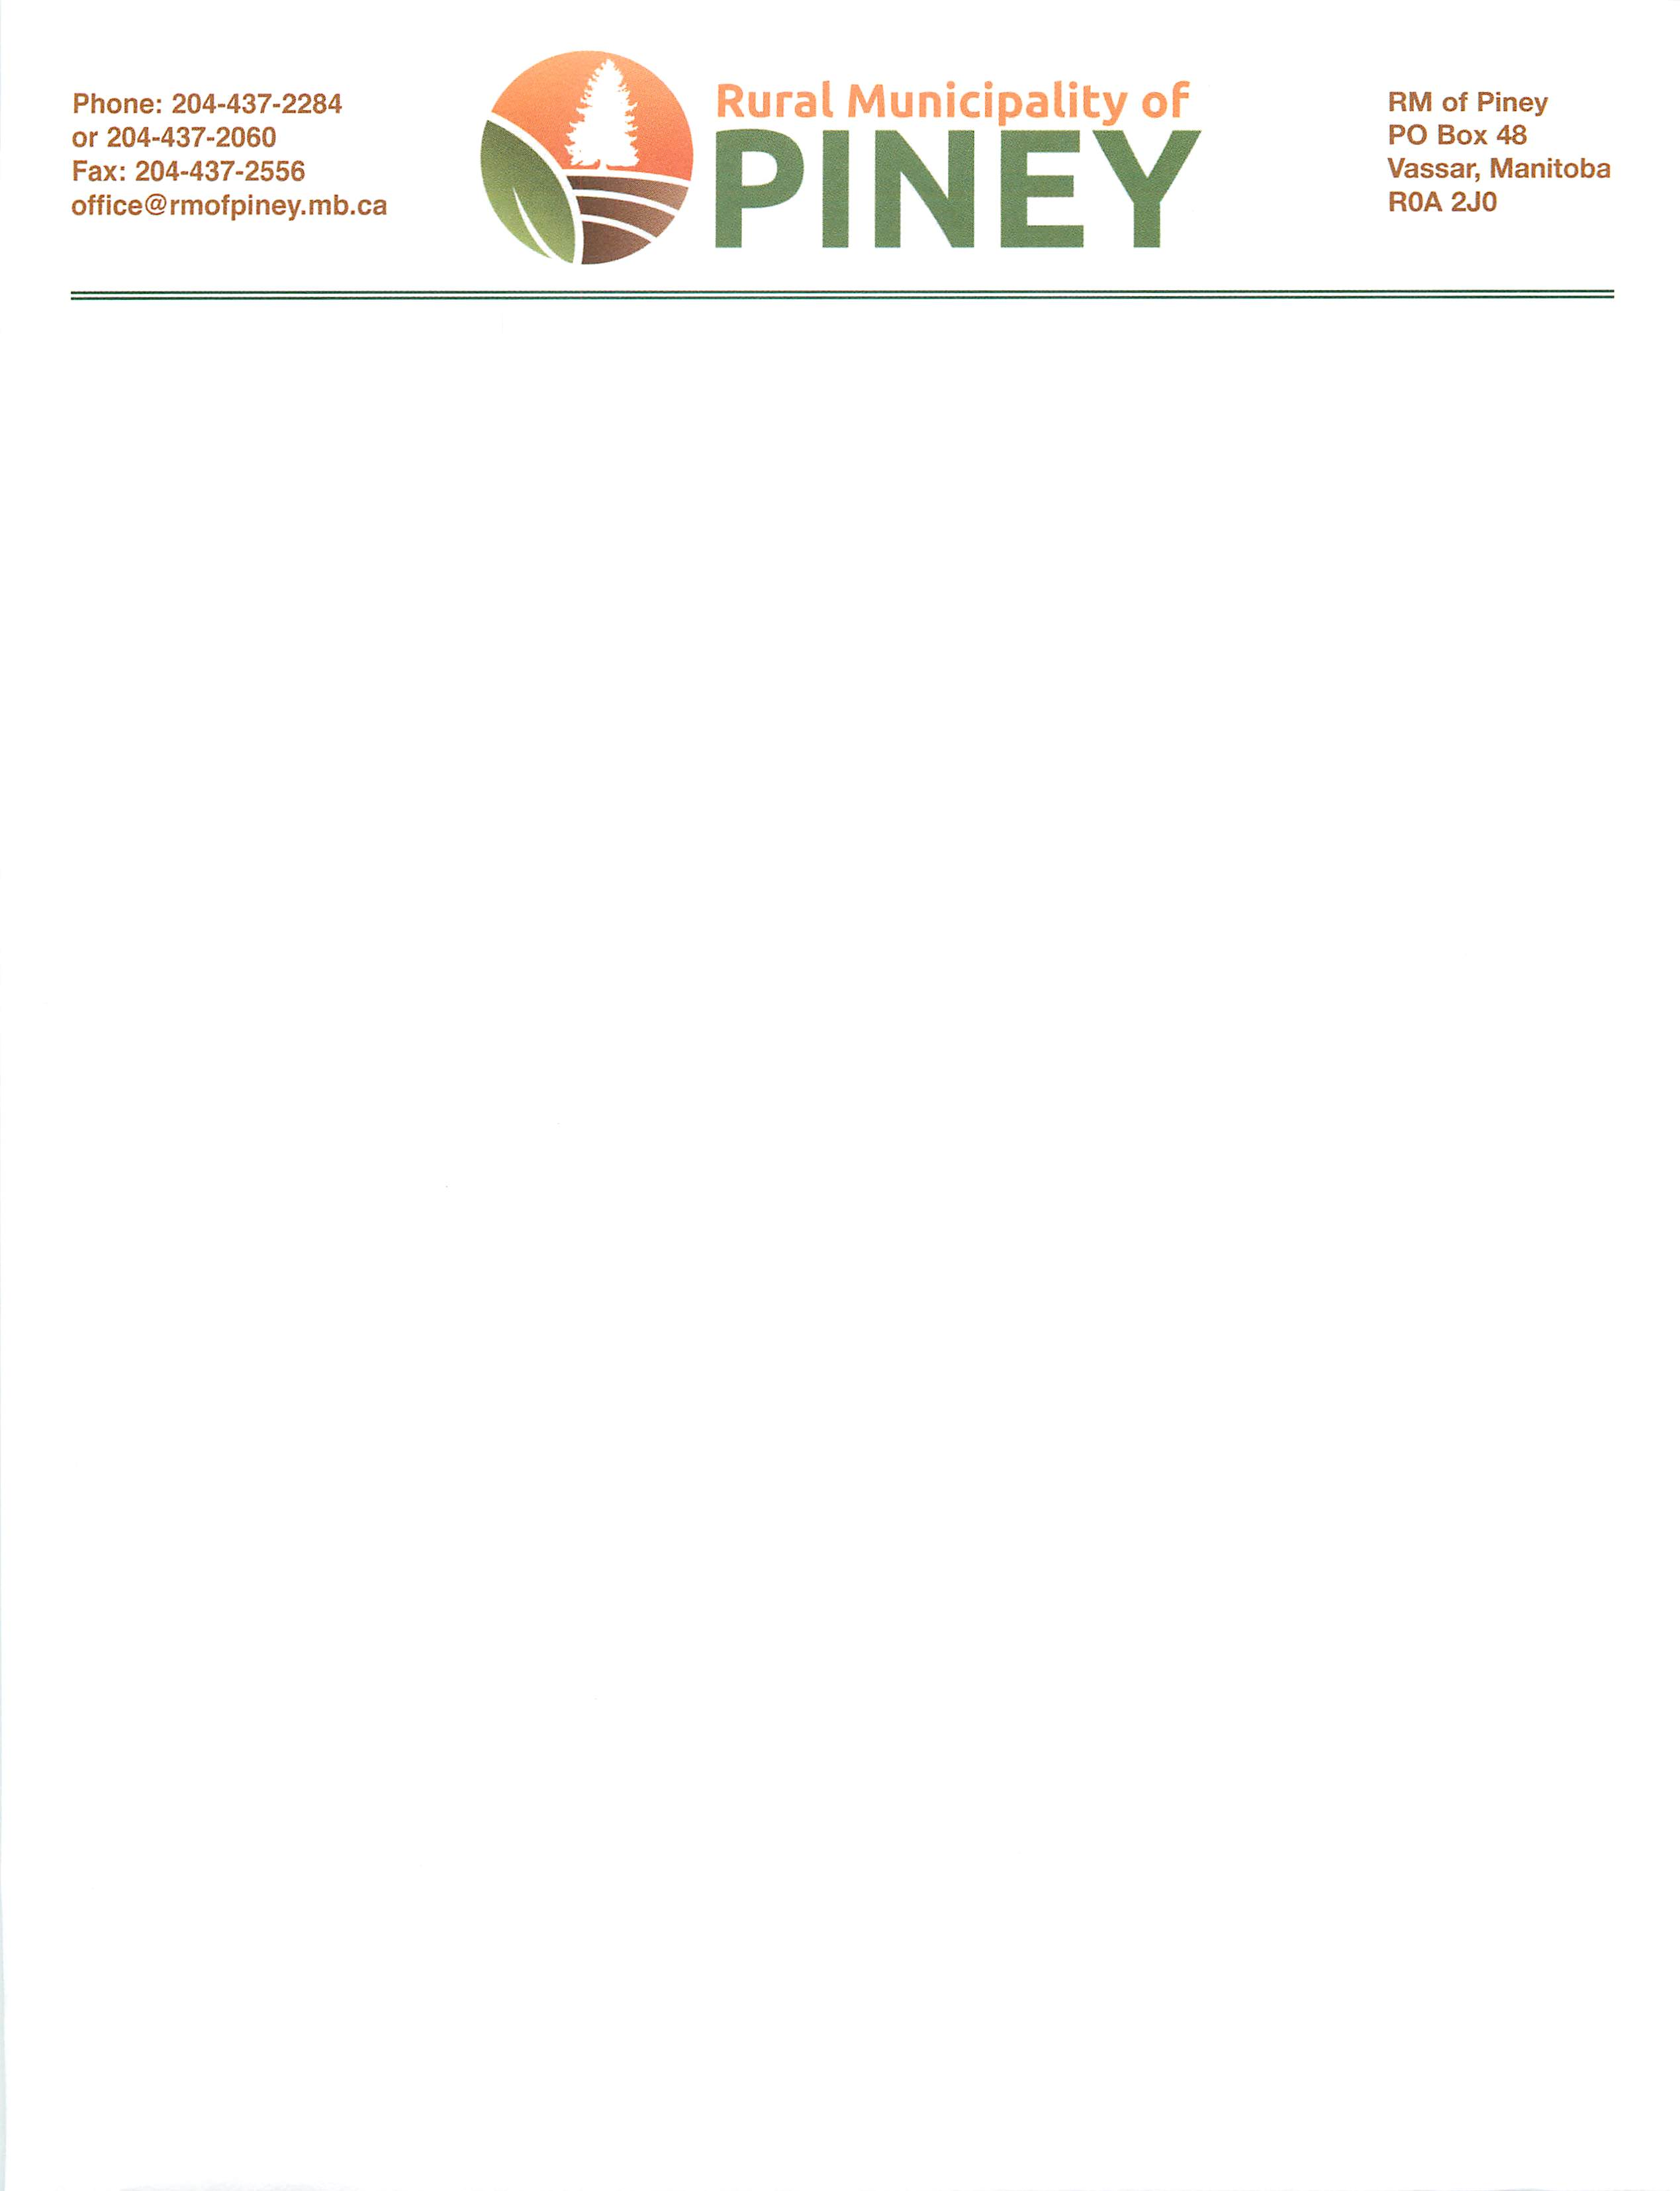 Phone: 204-437-2284
or 204-437-2060
Fax: 204-437-2556
office@rmofpiney.mb.ca
Rural Municipality of
PINEY
RM of Piney
PO Box 48
Vassar, Manitoba
R0A 2J0